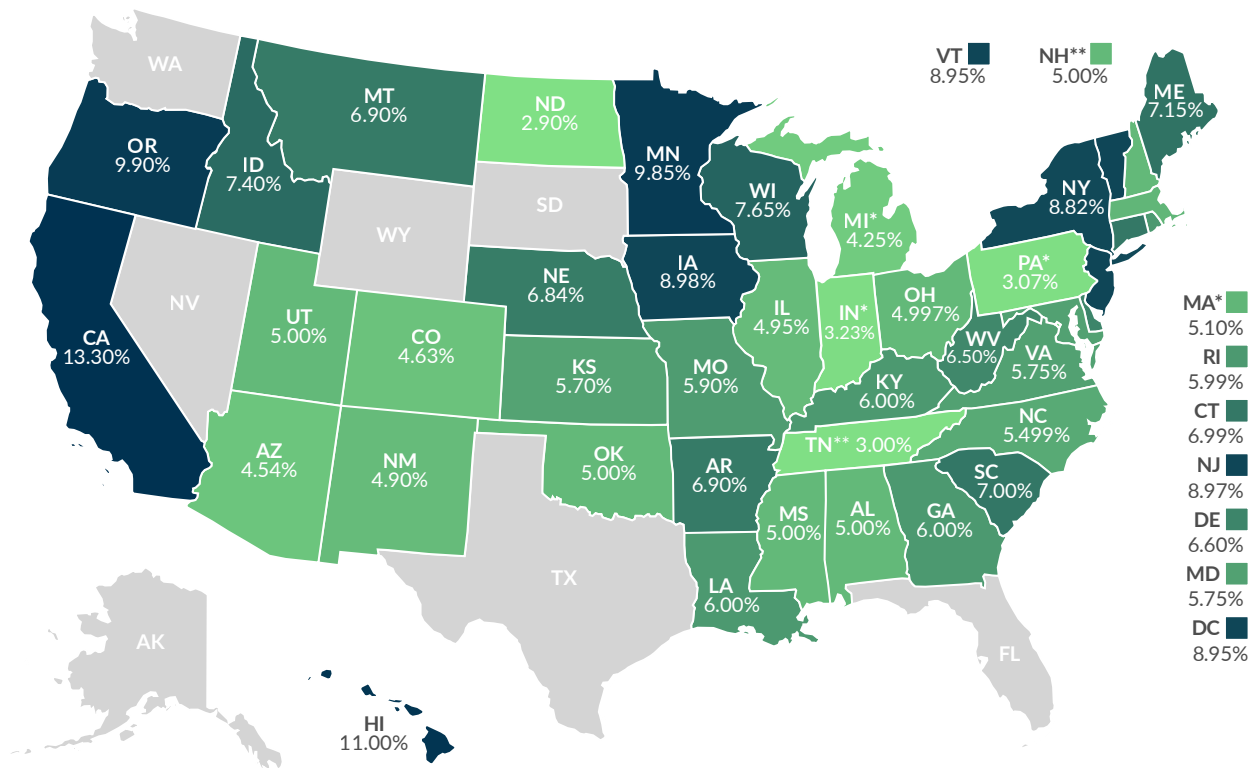 WA
VT
8.95%
NH**
5.00%
ME
7.15%
MT
6.90%
ND
2.90%
OR
9.90%
ID
7.40%
MN
9.85%
WI
7.65%
NY
8.82%
SD
MI*
4.25%
WY
NE
6.84%
IA
8.98%
PA*
3.07%
NV
UT
5.00%
CO
4.63%
IL
4.95%
IN*
3.23%
OH
4.997%
MA*
5.10%
CA
13.30%
KS
5.70%
MO
5.90%
WV
6.50%
VA
5.75%
RI
5.99%
KY
6.00%
CT
6.99%
NC
5.499%
TN** 3.00%
AZ
4.54%
NM
4.90%
OK
5.00%
AR
6.90%
SC
7.00%
NJ
8.97%
MS
5.00%
AL
5.00%
GA
6.00%
DE
6.60%
TX
LA
6.00%
MD
5.75%
AK
FL
DC
8.95%
HI
11.00%